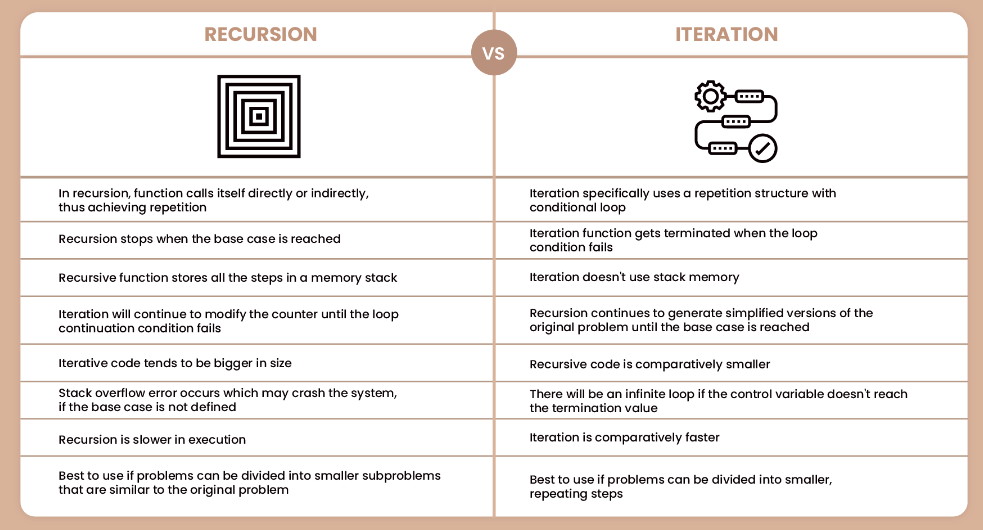 RECURSION
VS
ITERATION
In recursion, function calls itself directly or indirectly,
thus achieving repetition
Iteration specifically uses a repetition structure with
conditional loop
Recursion stops when the base case is reached
Iteration function gets terminated when the loop
condition fails
Recursive function stores all the steps in a memory stack
Iteration doesn't use stack memory
Iteration will continue to modify the counter until the loop
continuation condition fails
Recursion continues to generate simplified versions of the
original problem until the base case is reached
Iterative code tends to be bigger in size
Recursive code is comparatively smaller
Stack overflow error occurs which may crash the system,
if the base case is not defined
There will be an infinite loop if the control variable doesn't reach
the termination value
Recursion is slower in execution
Iteration is comparatively faster
Best to use if problems can be divided into smaller subproblems
that are similar to the original problem
Best to use if problems can be divided into smaller,
repeating steps